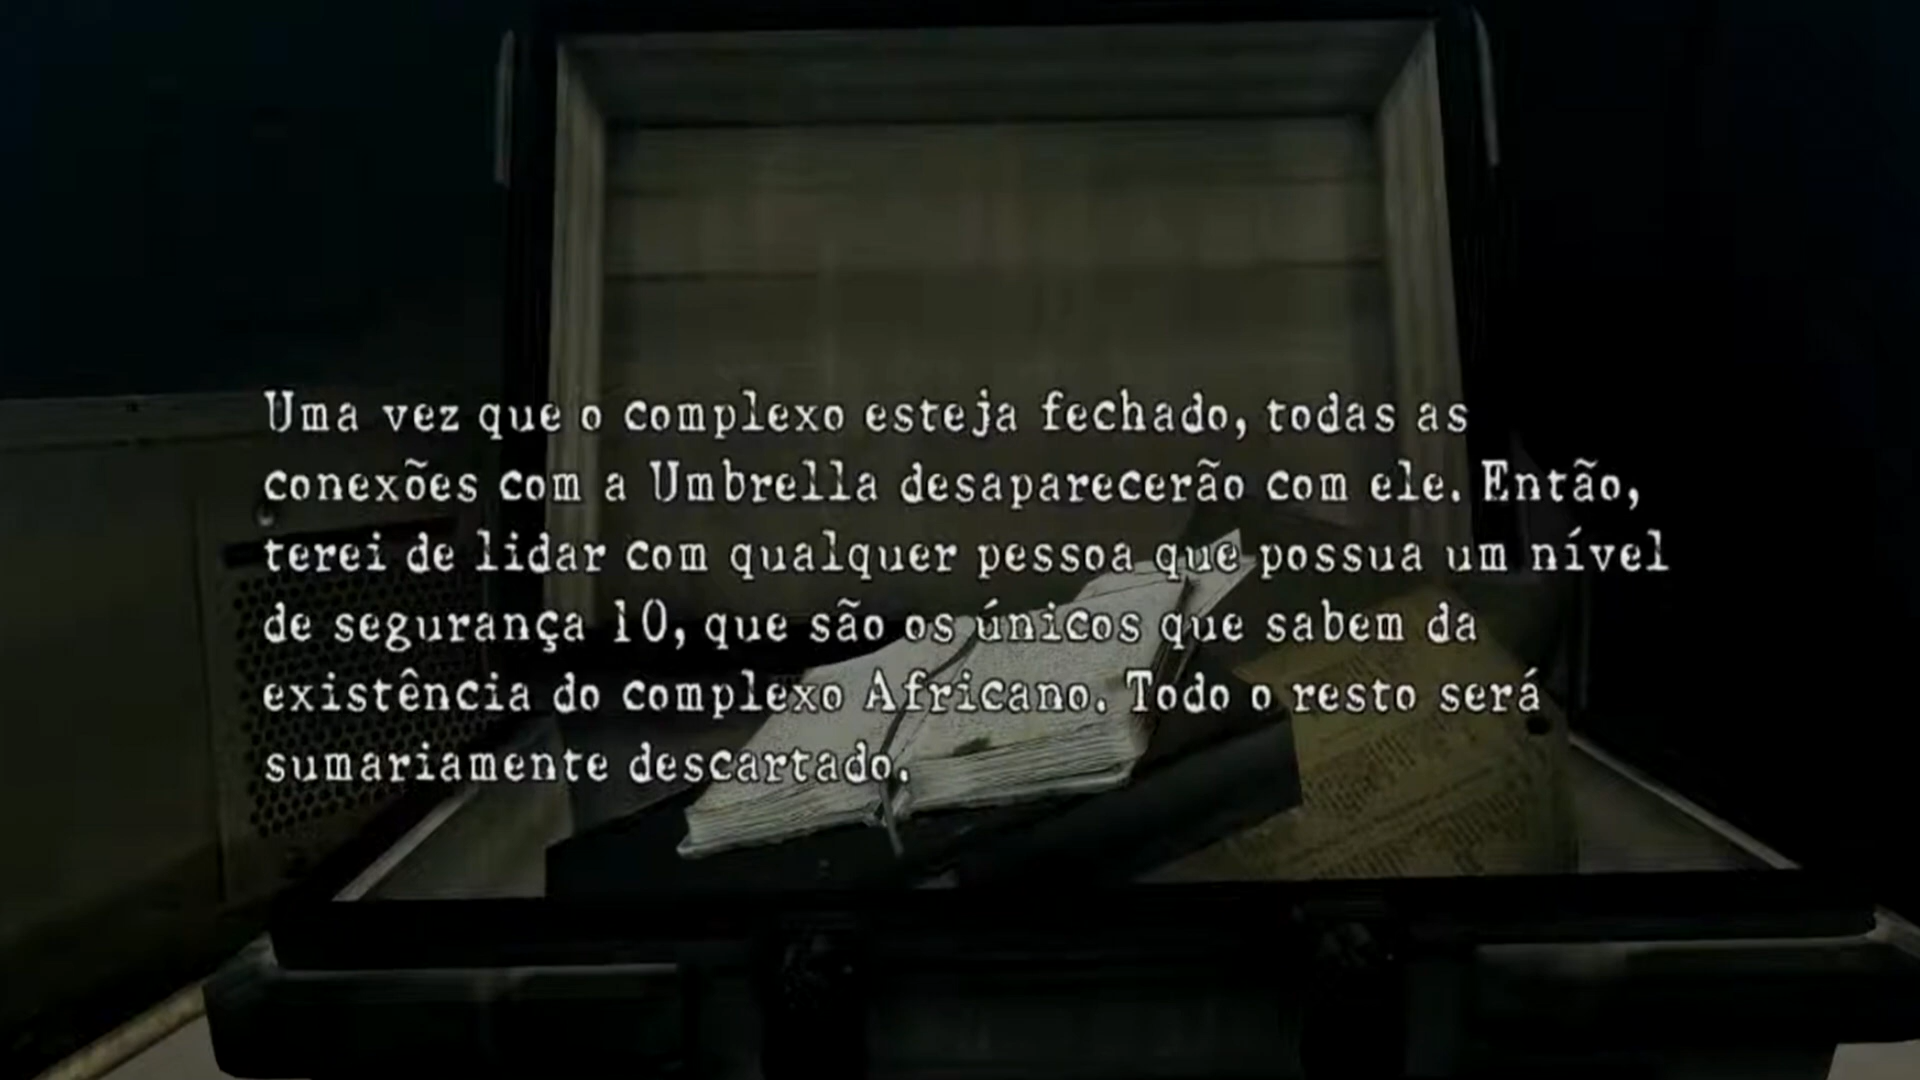 Uma vez que o complexo esteja fechado, todas as
conexões com a Umbrella desaparecerão com ele. Então,
terei de lidar com qualquer pessoa que possua um nível
de segurança 10, que são os únicos que sabem da
existência do complexo Africano. Todo o resto será
sumariamente descartado.